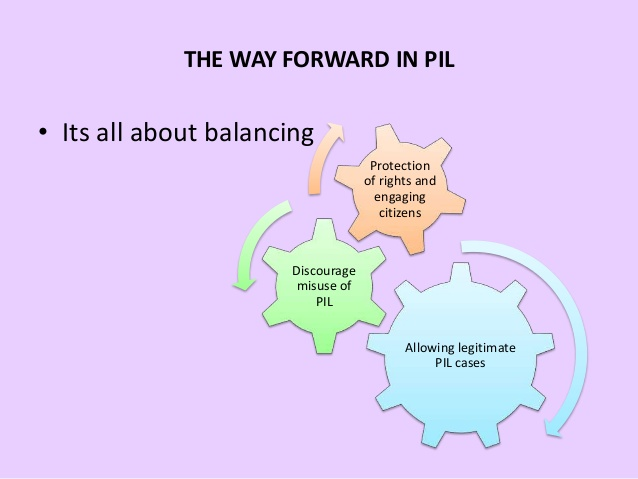 THE WAY FORWARD IN PIL
• Its all about balancing
Protection
of rights and
engaging
citizens
Discourage
misuse of
PIL
Allowing legitimate
PIL cases